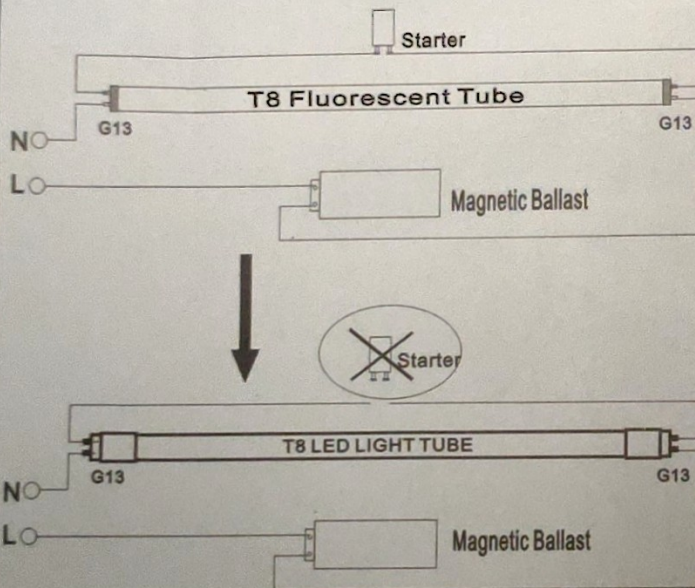 Starter
T8 Fluorescent Tube
G13
G13
N
L
Magnetic Ballast
Starter
T8 LED LIGHT TUBE
G13
G13
N
L
Magnetic Ballast